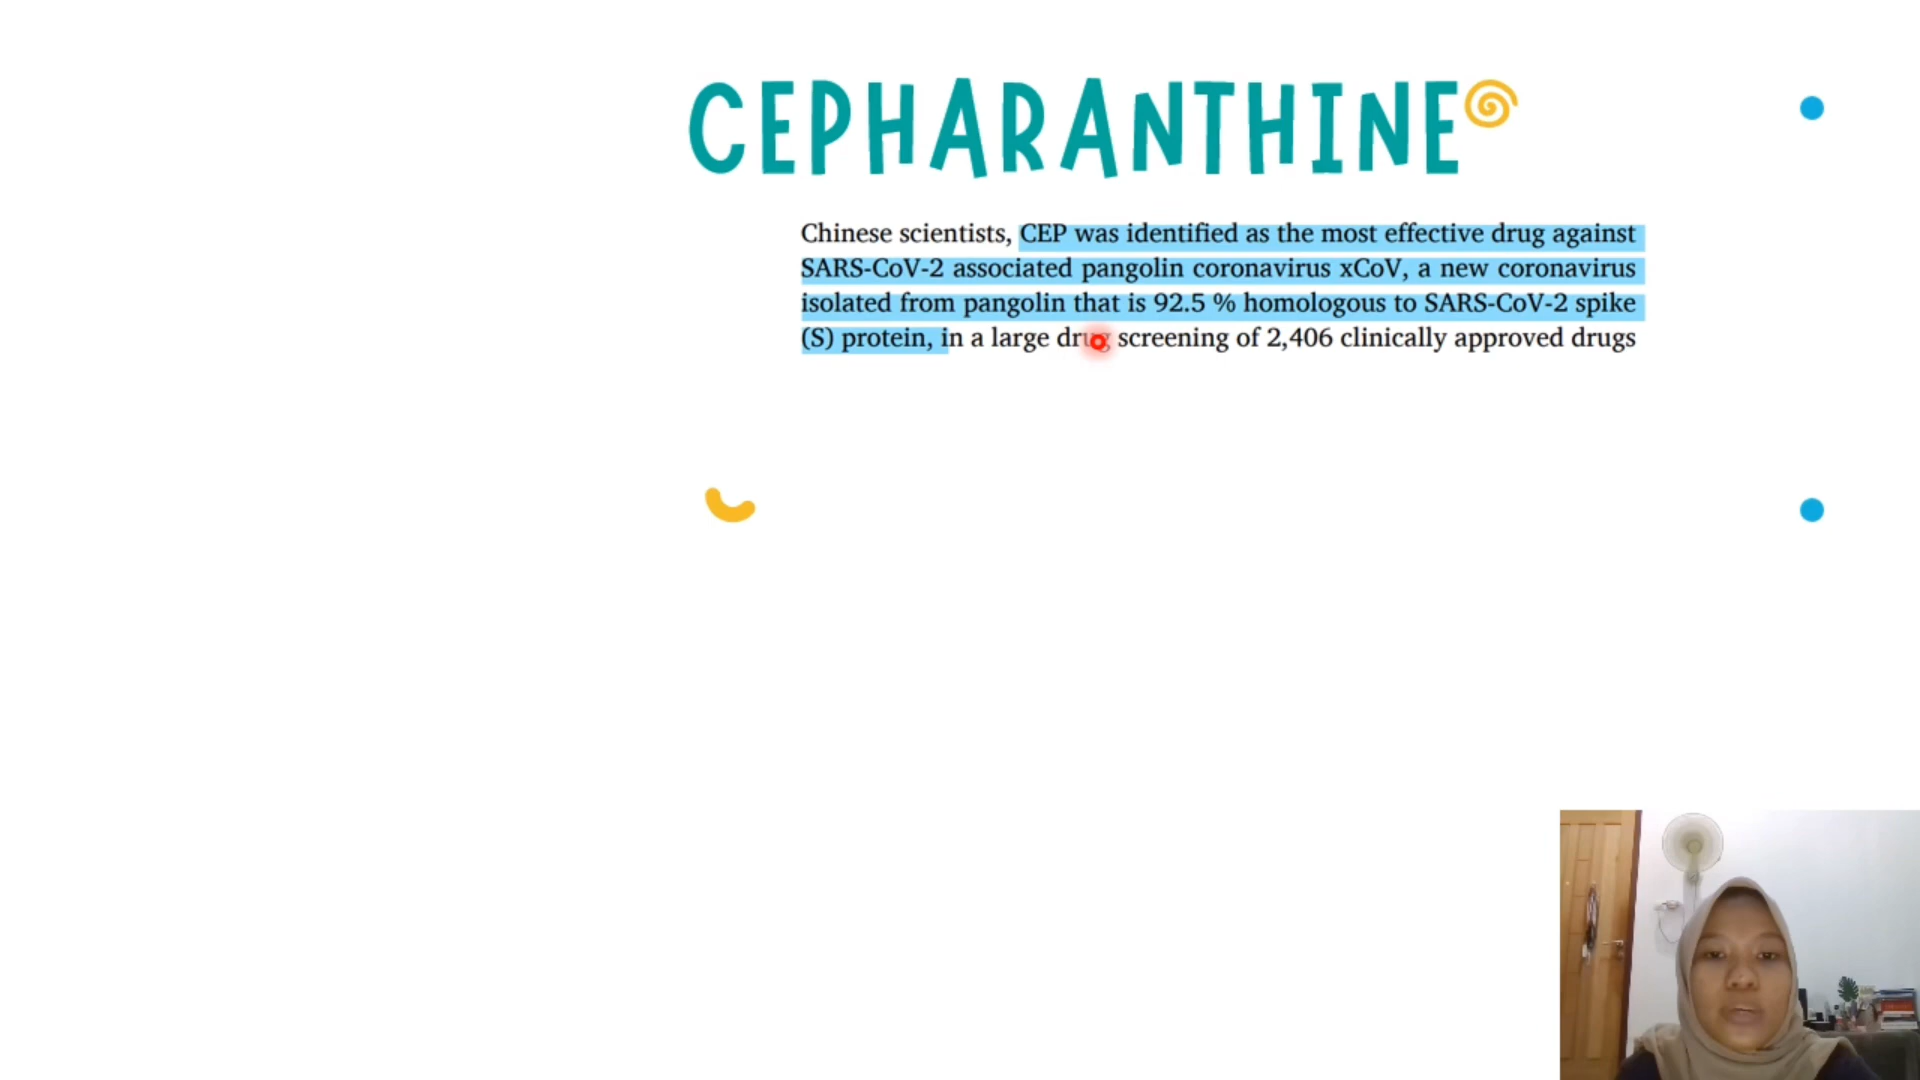 CEPHARANTHINE
Chinese scientists, CEP was identified as the most effective drug against
SARS-CoV-2 associated pangolin coronavirus xCoV, a new coronavirus
isolated from pangolin that is 92.5 % homologous to SARS-CoV-2 spike
(S) protein, in a large drug screening of 2,406 clinically approved drugs